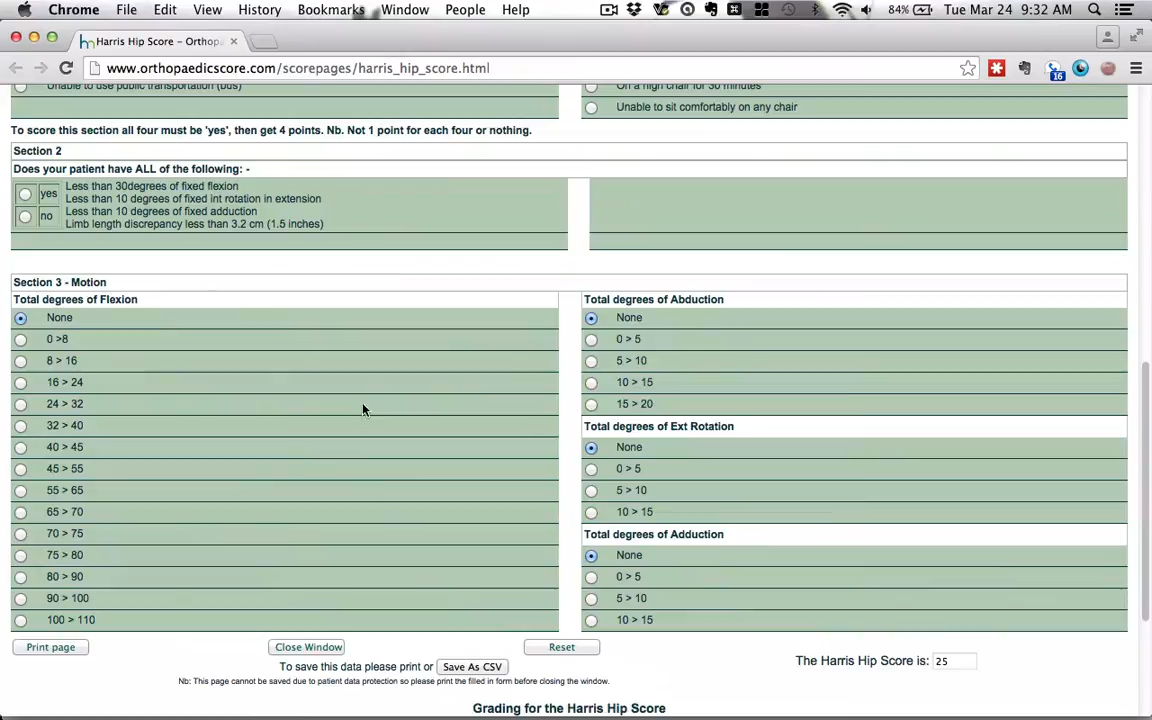 Chrome File Edit View History Bookmarks Window People Help 84% Tue Mar 24 9:32 AM
Harris Hip Score - Orthopa
www.orthopaedicscore.com/scorepages/harris_hip_score.html
16
Unable to use public transportation (bus)
On a high chair for 30 minutes
Unable to sit comfortably on any chair
To score this section all four must be 'yes', then get 4 points. Nb. Not 1 point for each four or nothing.
Section 2
Does your patient have ALL of the following: -
yes
no
Less than 30degrees of fixed flexion
Less than 10 degrees of fixed int rotation in extension
Less than 10 degrees of fixed adduction
Limb length discrepancy less than 3.2 cm (1.5 inches)
Section 3 - Motion
Total degrees of Flexion
None
0 >8
8 > 16
16 > 24
24 > 32
32 > 40
40 > 45
45 > 55
55 > 65
65 > 70
70 > 75
75 > 80
80 > 90
90 > 100
100 > 110
Total degrees of Abduction
None
0 > 5
5 > 10
10 > 15
15 > 20
Total degrees of Ext Rotation
None
0 > 5
5 > 10
10 > 15
Total degrees of Adduction
None
0 > 5
5 > 10
10 > 15
Print page
Close Window
Reset
To save this data please print or Save As CSV
The Harris Hip Score is: 25
Nb: This page cannot be saved due to patient data protection so please print the filled in form before closing the window.
Grading for the Harris Hip Score